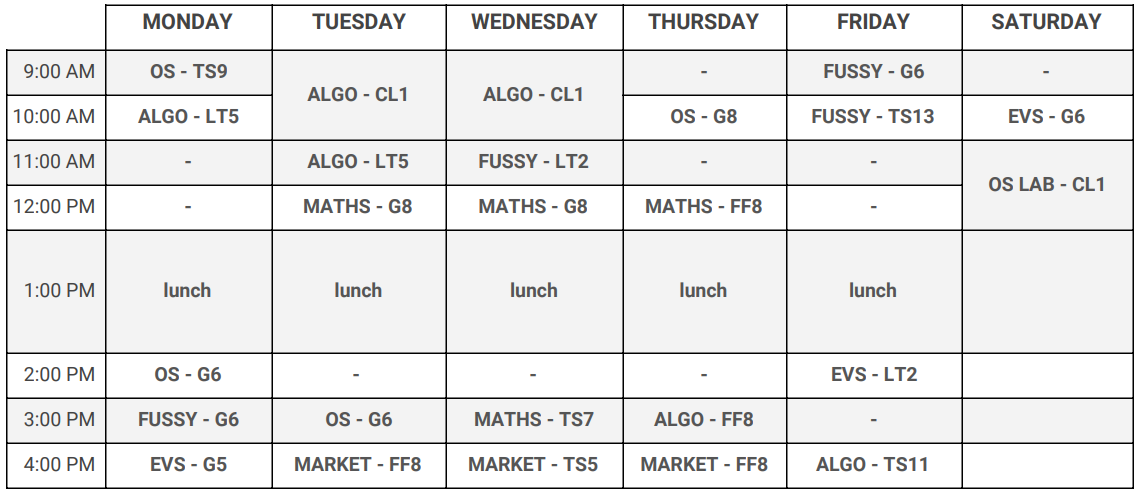 MONDAY TUESDAY WEDNESDAY THURSDAY FRIDAY SATURDAY
9:00 AM OS - TS9 ALGO - CL1 ALGO - CL1 - FUSSY - G6 -
10:00 AM ALGO - LT5 OS - G8 FUSSY - TS13 EVS - G6
11:00 AM - ALGO - LT5 FUSSY - LT2 - - OS LAB - CL1
12:00 PM - MATHS - G8 MATHS - G8 MATHS - FF8 -
1:00 PM lunch lunch lunch lunch lunch
2:00 PM OS - G6 - - - EVS - LT2
3:00 PM FUSSY - G6 OS - G6 MATHS - TS7 ALGO - FF8 -
4:00 PM EVS - G5 MARKET - FF8 MARKET - TS5 MARKET - FF8 ALGO - TS11